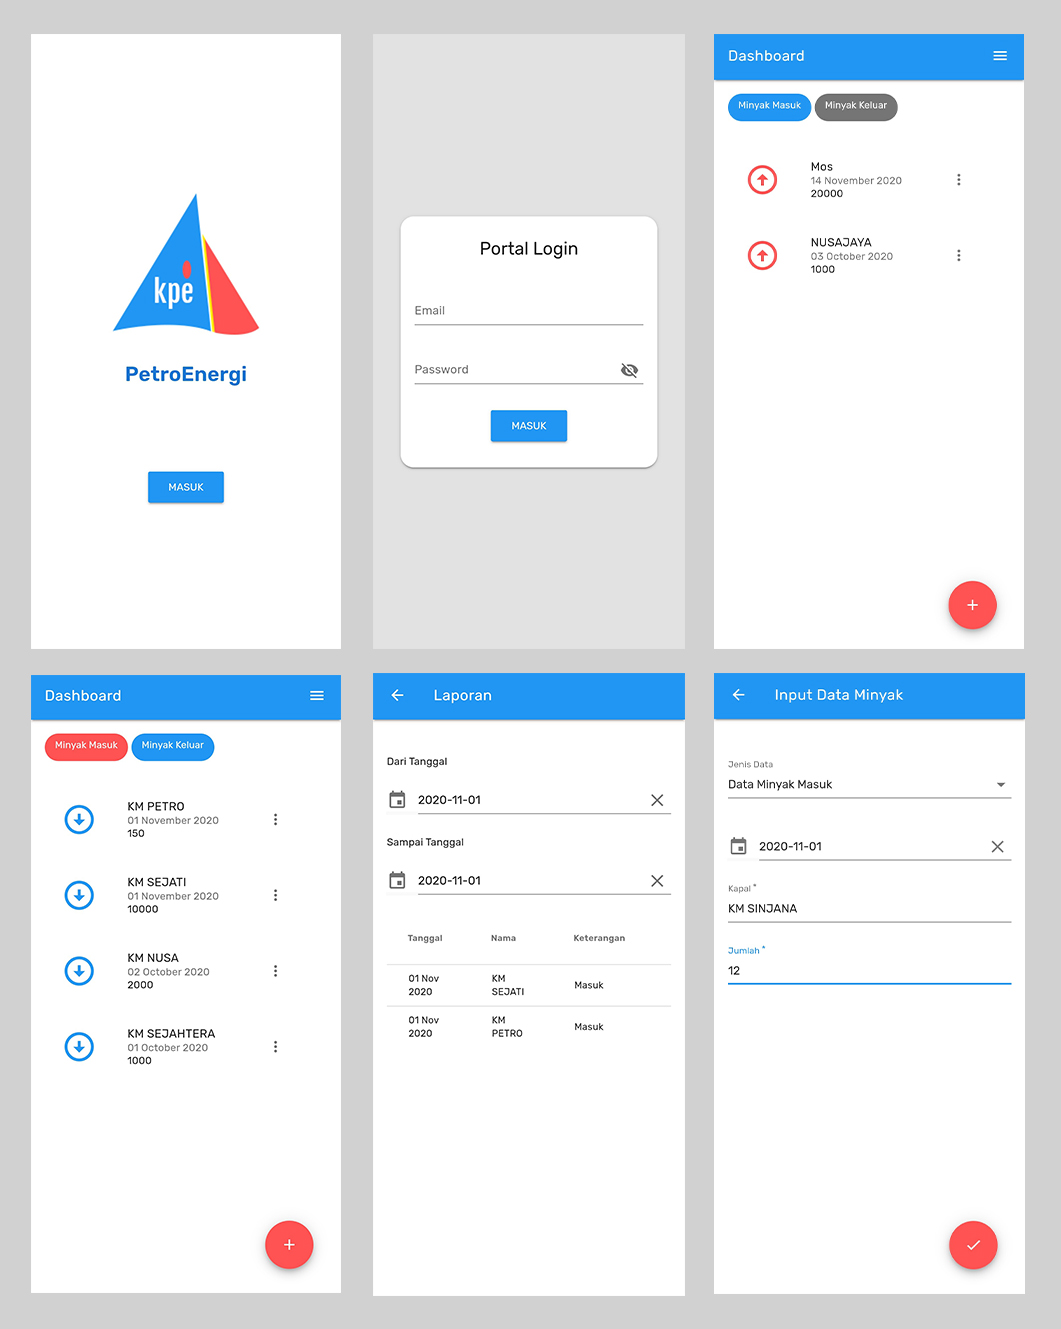 kpe
PetroEnergi
MASUK
Portal Login
Email
Password
MASUK
Dashboard
Minyak Masuk
Minyak Keluar
Mos
14 November 2020
20000
NUSAJAYA
03 October 2020
1000
Dashboard
Minyak Masuk
Minyak Keluar
KM PETRO
01 November 2020
150
KM SEJATI
01 November 2020
10000
KM NUSA
02 October 2020
2000
KM SEJAHTERA
01 October 2020
1000
Laporan
Dari Tanggal
2020-11-01
Sampai Tanggal
2020-11-01
Tanggal Nama Keterangan
01 Nov KM
2020 SEJATI Masuk
01 Nov KM
2020 PETRO Masuk
Input Data Minyak
Jenis Data
Data Minyak Masuk
2020-11-01
Kapal *
KM SINJANA
Jumlah *
12